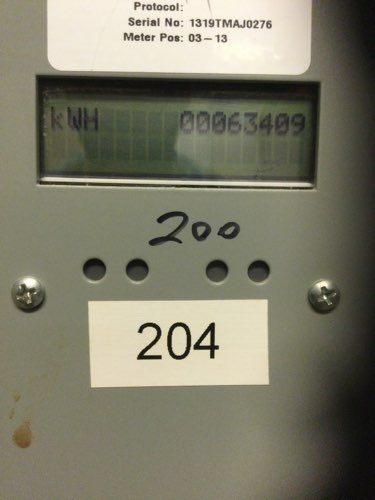 Protocol:
Serial No: 1319TMAJ0276
Meter Pos: 03-13
kWH 00063409
200
204